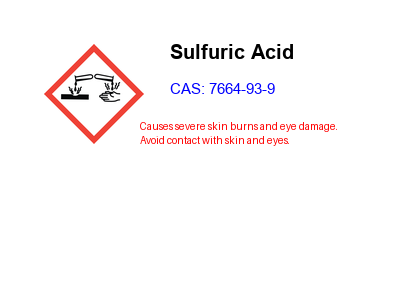 Sulfuric Acid
CAS: 7664-93-9
Causes severe skin burns and eye damage.
Avoid contact with skin and eyes.